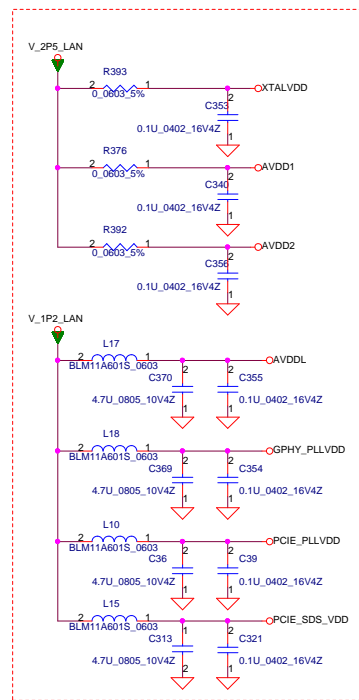 V_2P5_LAN
R393
2 1
0_0603_5%
XTALVDD
C353
2
1
0.1U_0402_16V4Z
R376
2 1
0_0603_5%
AVDD1
C340
2
1
0.1U_0402_16V4Z
R392
2 1
0_0603_5%
AVDD2
C356
2
1
0.1U_0402_16V4Z
V_1P2_LAN
L17
2 1
BLM11A601S_0603
AVDDL
C370 C355
1 1
2 2
4.7U_0805_10V4Z 0.1U_0402_16V4Z
L18
2 1
BLM11A601S_0603
GPHY_PLLVDD
C369 C354
2 2
1 1
4.7U_0805_10V4Z 0.1U_0402_16V4Z
L10
2 1
BLM11A601S_0603
PCIE_PLLVDD
C36 C39
2 2
1 1
4.7U_0805_10V4Z 0.1U_0402_16V4Z
L15
2 1
BLM11A601S_0603
PCIE_SDS_VDD
C313 C321
2 1
1 2
4.7U_0805_10V4Z 0.1U_0402_16V4Z